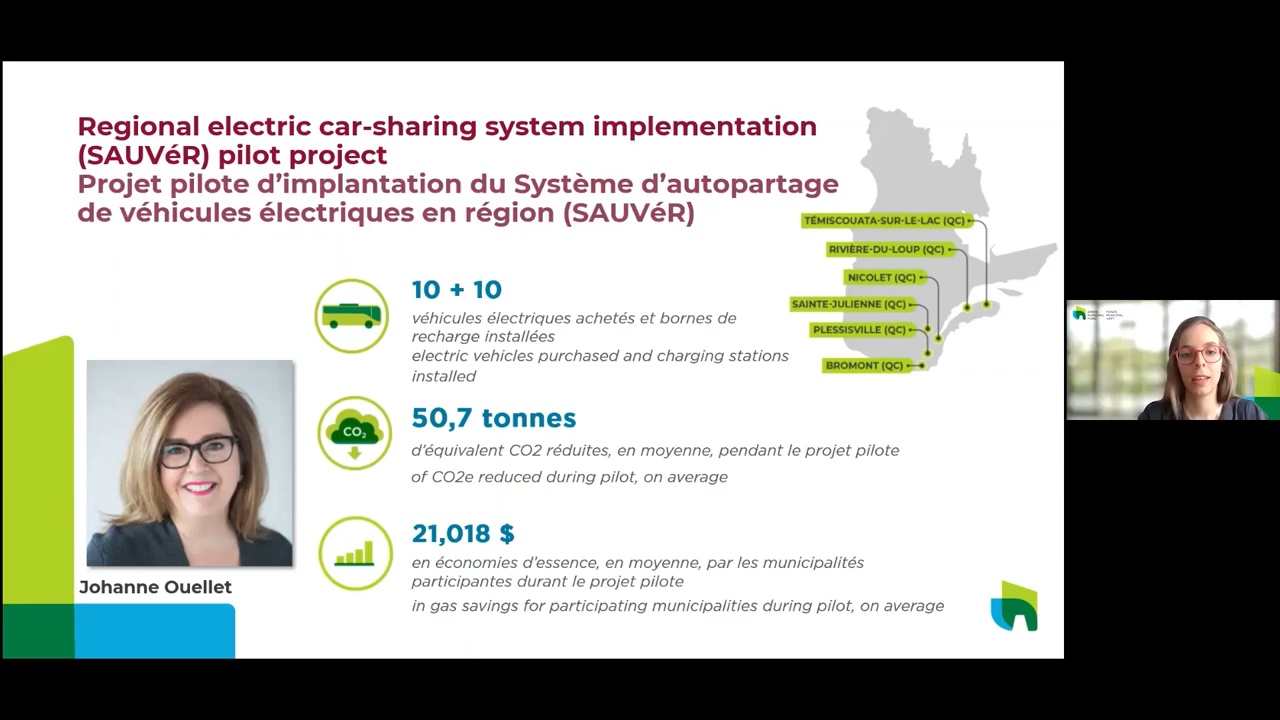 Regional electric car-sharing system implementation
(SAUVéR) pilot project
Projet pilote d’implantation du Système d’autopartage
de véhicules électriques en région (SAUVéR)
TÉMISCOUATA-SUR-LE-LAC (QC)
RIVIÈRE-DU-LOUP (QC)
NICOLET (QC)
SAINTE-JULIENNE (QC)
PLESSISVILLE (QC)
BROMONT (QC)
10 + 10
véhicules électriques achetés et bornes de
recharge installées
electric vehicles purchased and charging stations
installed
CO2
50,7 tonnes
d’équivalent CO2 réduites, en moyenne, pendant le projet pilote
of CO2e reduced during pilot, on average
21,018 $
en économies d’essence, en moyenne, par les municipalités
participantes durant le projet pilote
in gas savings for participating municipalities during pilot, on average
Johanne Ouellet